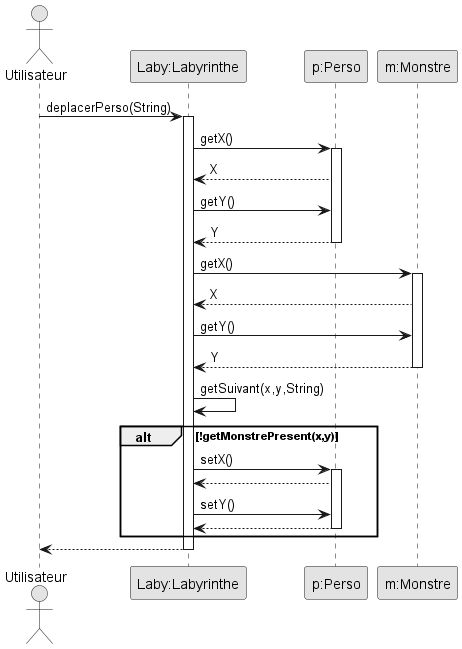 Utilisateur
Laby:Labyrinthe
p:Perso
m:Monstre
deplacerPerso(String)
getX()
X
getY()
Y
getX()
X
getY()
Y
getSuivant(x,y,String)
alt [!getMonstrePresent(x,y)]
setX()
setY()
Utilisateur
Laby:Labyrinthe
p:Perso
m:Monstre